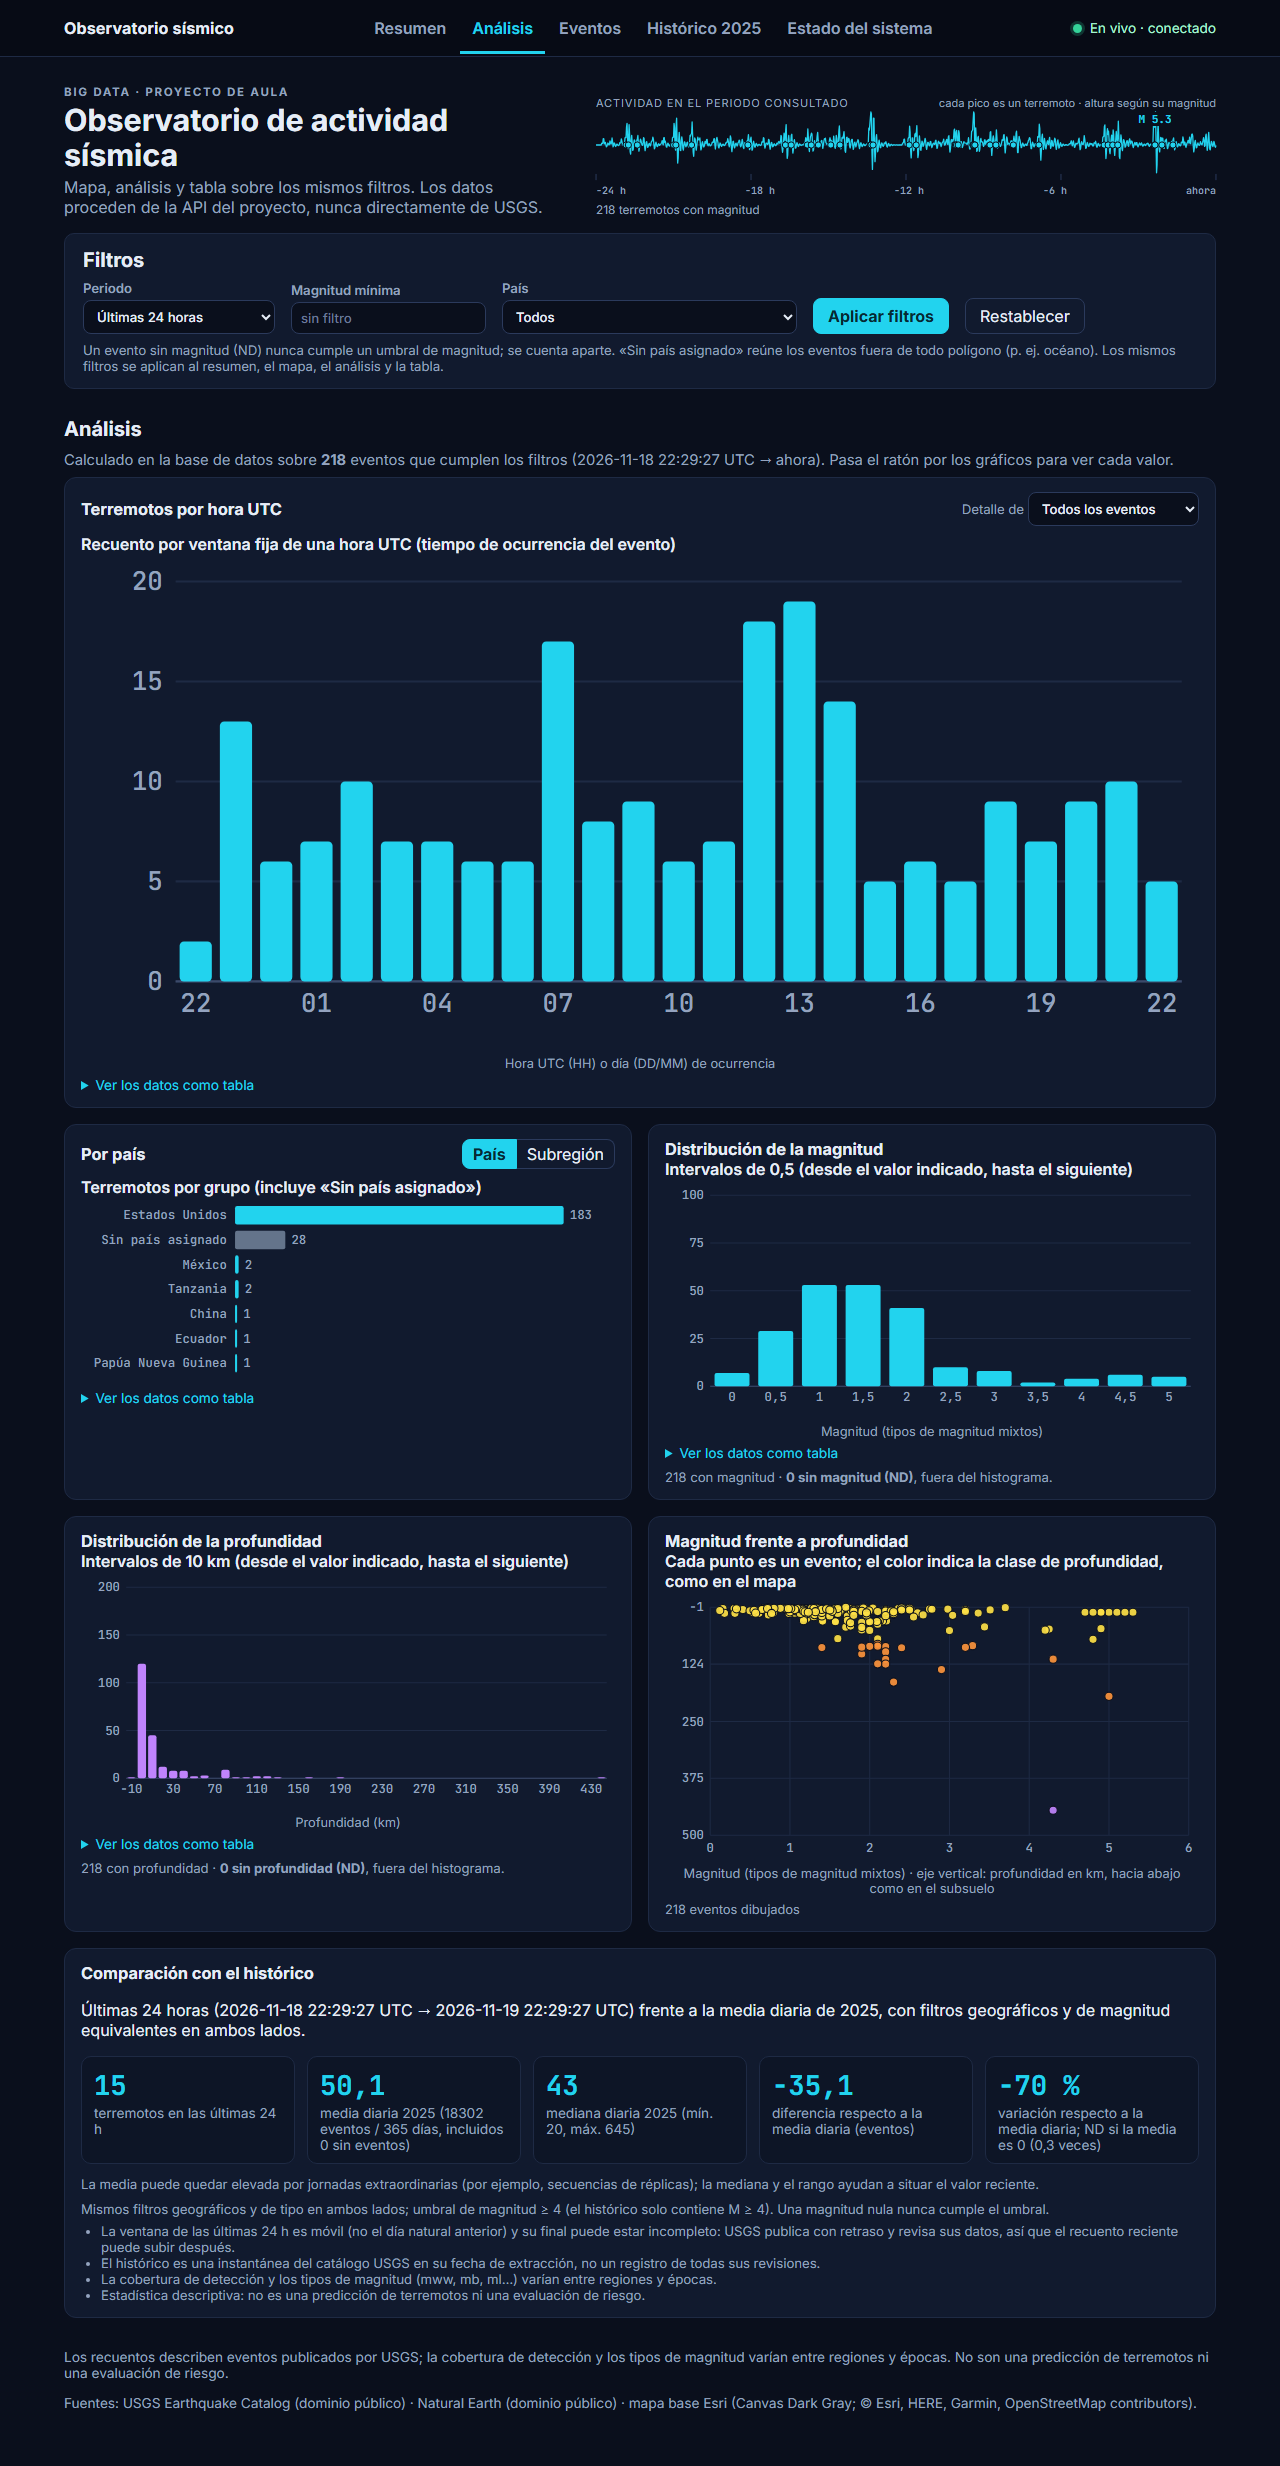 Observatorio sísmico
Resumen
Análisis
Eventos
Histórico 2025
Estado del sistema
En vivo · conectado
BIG DATA · PROYECTO DE AULA
Observatorio de actividad
sísmica
Mapa, análisis y tabla sobre los mismos filtros. Los datos
proceden de la API del proyecto, nunca directamente de USGS.
ACTIVIDAD EN EL PERIODO CONSULTADO
cada pico es un terremoto · altura según su magnitud
M 5.3
-24 h
-18 h
-12 h
-6 h
ahora
218 terremotos con magnitud
Filtros
Periodo
Magnitud mínima
País
Últimas 24 horas
sin filtro
Todos
Aplicar filtros
Restablecer
Un evento sin magnitud (ND) nunca cumple un umbral de magnitud; se cuenta aparte. «Sin país asignado» reúne los eventos fuera de todo polígono (p. ej. océano). Los mismos
filtros se aplican al resumen, el mapa, el análisis y la tabla.
Análisis
Calculado en la base de datos sobre 218 eventos que cumplen los filtros (2026-11-18 22:29:27 UTC → ahora). Pasa el ratón por los gráficos para ver cada valor.
Terremotos por hora UTC
Detalle de
Todos los eventos
Recuento por ventana fija de una hora UTC (tiempo de ocurrencia del evento)
20
15
10
5
0
22
01
04
07
10
13
16
19
22
Hora UTC (HH) o día (DD/MM) de ocurrencia
Ver los datos como tabla
Por país
País
Subregión
Terremotos por grupo (incluye «Sin país asignado»)
Estados Unidos 183
Sin país asignado 28
México 2
Tanzania 2
China 1
Ecuador 1
Papúa Nueva Guinea 1
Ver los datos como tabla
Distribución de la magnitud
Intervalos de 0,5 (desde el valor indicado, hasta el siguiente)
100
75
50
25
0
0
0,5
1
1,5
2
2,5
3
3,5
4
4,5
5
Magnitud (tipos de magnitud mixtos)
Ver los datos como tabla
218 con magnitud · 0 sin magnitud (ND), fuera del histograma.
Distribución de la profundidad
Intervalos de 10 km (desde el valor indicado, hasta el siguiente)
200
150
100
50
0
-10
30
70
110
150
190
230
270
310
350
390
430
Profundidad (km)
Ver los datos como tabla
218 con profundidad · 0 sin profundidad (ND), fuera del histograma.
Magnitud frente a profundidad
Cada punto es un evento; el color indica la clase de profundidad,
como en el mapa
-1
124
250
375
500
0
1
2
3
4
5
6
Magnitud (tipos de magnitud mixtos) · eje vertical: profundidad en km, hacia abajo
como en el subsuelo
218 eventos dibujados
Comparación con el histórico
Últimas 24 horas (2026-11-18 22:29:27 UTC → 2026-11-19 22:29:27 UTC) frente a la media diaria de 2025, con filtros geográficos y de magnitud
equivalentes en ambos lados.
15
terremotos en las últimas 24
h
50,1
media diaria 2025 (18302
eventos / 365 días, incluidos
0 sin eventos)
43
mediana diaria 2025 (mín.
20, máx. 645)
-35,1
diferencia respecto a la
media diaria (eventos)
-70 %
variación respecto a la
media diaria; ND si la media
es 0 (0,3 veces)
La media puede quedar elevada por jornadas extraordinarias (por ejemplo, secuencias de réplicas); la mediana y el rango ayudan a situar el valor reciente.
Mismos filtros geográficos y de tipo en ambos lados; umbral de magnitud ≥ 4 (el histórico solo contiene M ≥ 4). Una magnitud nula nunca cumple el umbral.
• La ventana de las últimas 24 h es móvil (no el día natural anterior) y su final puede estar incompleto: USGS publica con retraso y revisa sus datos, así que el recuento reciente
puede subir después.
• El histórico es una instantánea del catálogo USGS en su fecha de extracción, no un registro de todas sus revisiones.
• La cobertura de detección y los tipos de magnitud (mww, mb, ml…) varían entre regiones y épocas.
• Estadística descriptiva: no es una predicción de terremotos ni una evaluación de riesgo.
Los recuentos describen eventos publicados por USGS; la cobertura de detección y los tipos de magnitud varían entre regiones y épocas. No son una predicción de terremotos ni
una evaluación de riesgo.
Fuentes: USGS Earthquake Catalog (dominio público) · Natural Earth (dominio público) · mapa base Esri (Canvas Dark Gray; © Esri, HERE, Garmin, OpenStreetMap contributors).